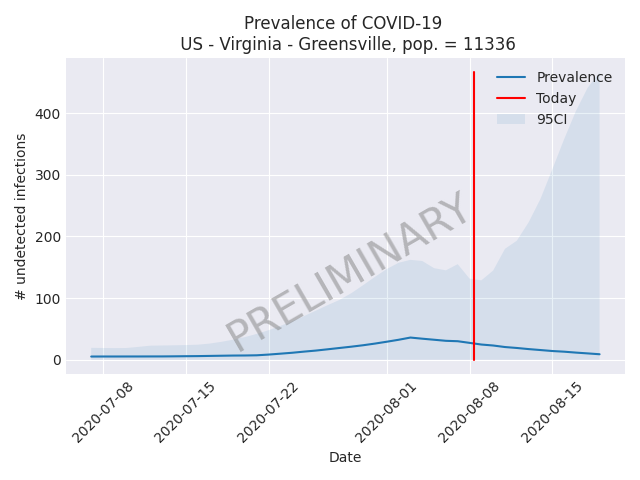 Prevalence of COVID-19
US - Virginia - Greensville, pop. = 11336
Prevalence
Today
95CI
400
300
200
100
0
# undetected infections
PRELIMINARY
2020-07-08
2020-07-15
2020-07-22
2020-08-01
2020-08-08
2020-08-15
Date